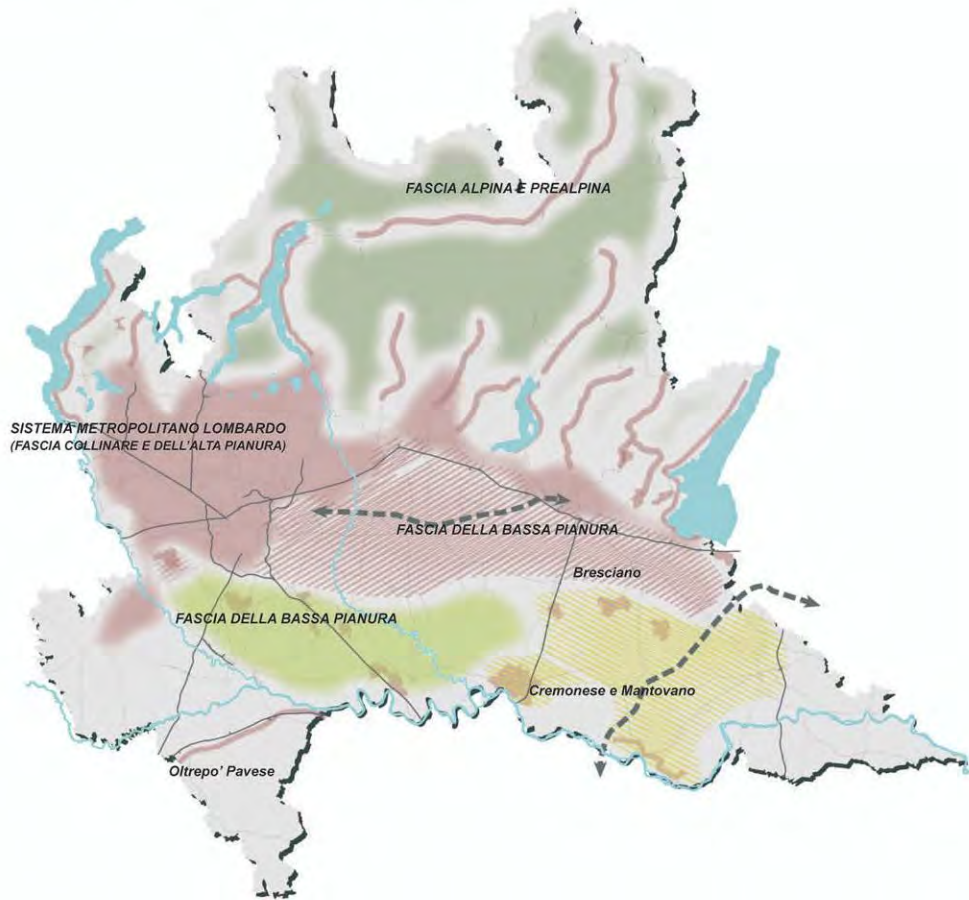 FASCIA ALPINA E PREALPINA
SISTEMA METROPOLITANO LOMBARDO
(FASCIA COLLINARE E DELL'ALTA PIANURA)
FASCIA DELLA BASSA PIANURA
Bresciano
FASCIA DELLA BASSA PIANURA
Cremonese e Mantovano
Oltrepo' Pavese